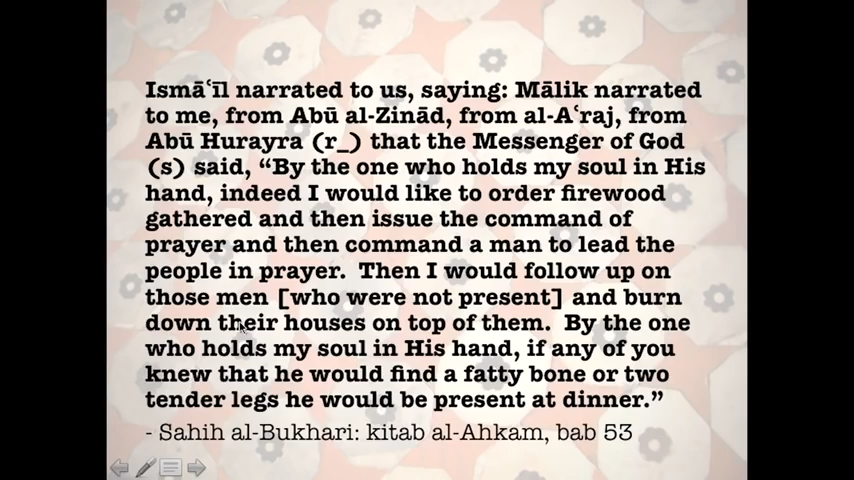 Ismāʿīl narrated to us, saying: Mālik narrated
to me, from Abū al-Zinād, from al-Aʿraj, from
Abū Hurayra (r_) that the Messenger of God
(s) said, “By the one who holds my soul in His
hand, indeed I would like to order firewood
gathered and then issue the command of
prayer and then command a man to lead the
people in prayer.  Then I would follow up on
those men [who were not present] and burn
down their houses on top of them.  By the one
who holds my soul in His hand, if any of you
knew that he would find a fatty bone or two
tender legs he would be present at dinner.”
- Sahih al-Bukhari: kitab al-Ahkam, bab 53